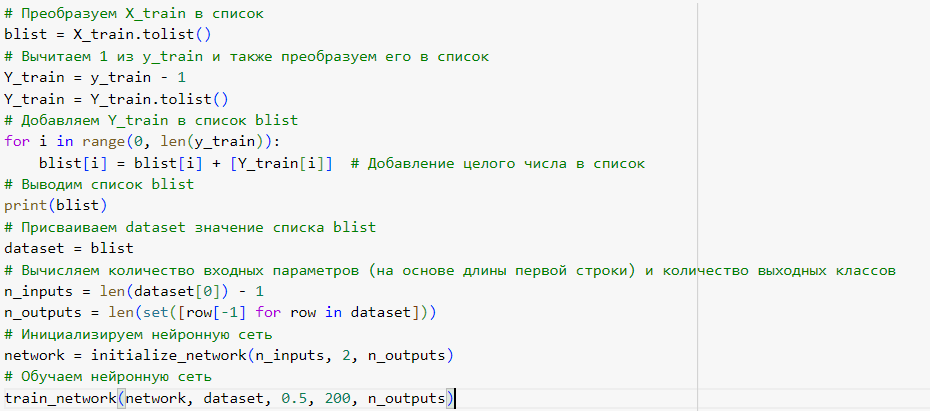 # Преобразуем X_train в список
blist = X_train.tolist()
# Вычитаем 1 из y_train и также преобразуем его в список
Y_train = y_train - 1
Y_train = Y_train.tolist()
# Добавляем Y_train в список blist
for i in range(0, len(y_train)):
    blist[i] = blist[i] + [Y_train[i]]  # Добавление целого числа в список
# Выводим список blist
print(blist)
# Присваиваем dataset значение списка blist
dataset = blist
# Вычисляем количество входных параметров (на основе длины первой строки) и количество выходных классов
n_inputs = len(dataset[0]) - 1
n_outputs = len(set([row[-1] for row in dataset]))
# Инициализируем нейронную сеть
network = initialize_network(n_inputs, 2, n_outputs)
# Обучаем нейронную сеть
train_network(network, dataset, 0.5, 200, n_outputs)